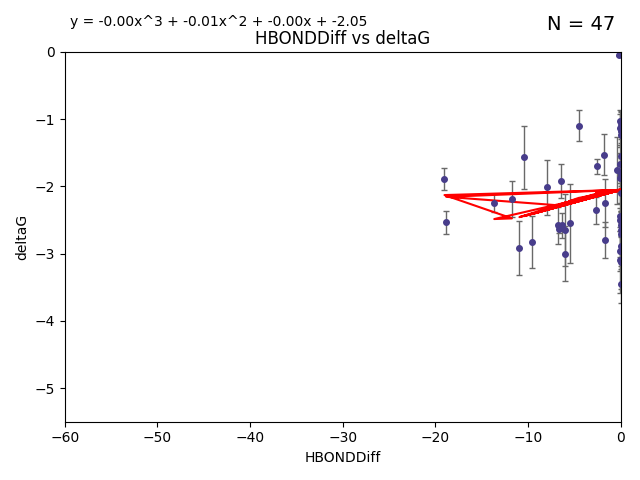 y = -0.00x^3 + -0.01x^2 + -0.00x + -2.05
N = 47
HBONDDiff vs deltaG
0
−1
−2
−3
−4
−5
deltaG
−60 −50 −40 −30 −20 −10 0
HBONDDiff